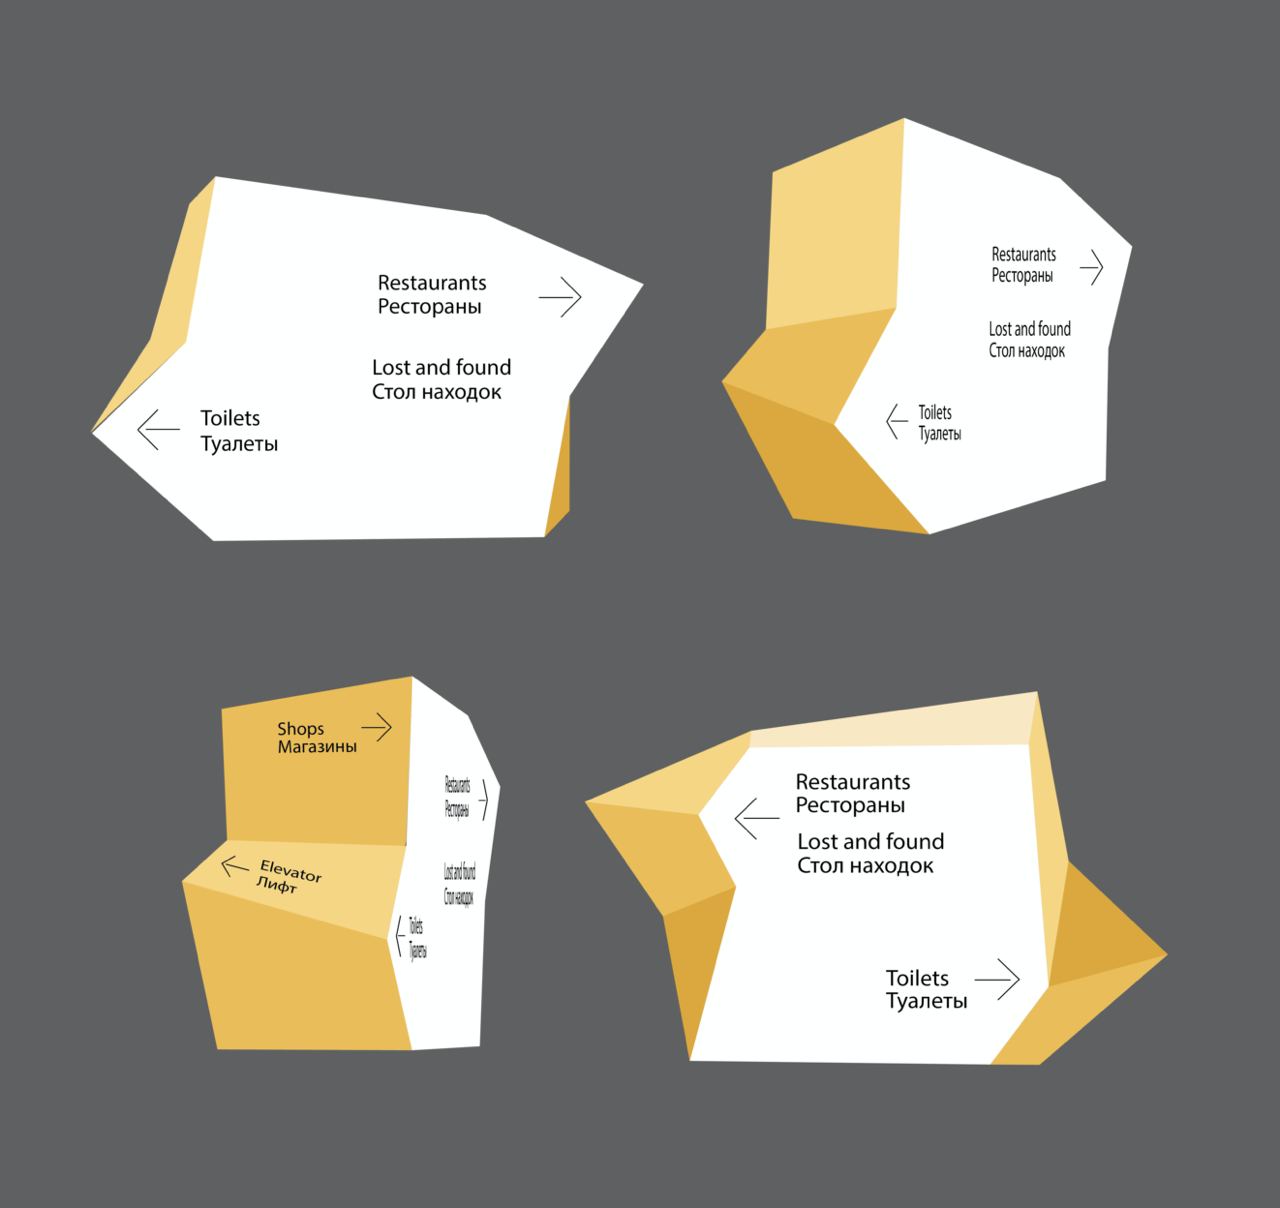 Restaurants
Рестораны
Lost and found
Стол находок
Toilets
Туалеты
Restaurants
Рестораны
Lost and found
Стол находок
Toilets
Туалеты
Shops
Магазины
Elevator
Лифт
Restaurants
Рестораны
Lost and found
Стол находок
Toilets
Туалеты
Restaurants
Рестораны
Lost and found
Стол находок
Toilets
Туалеты